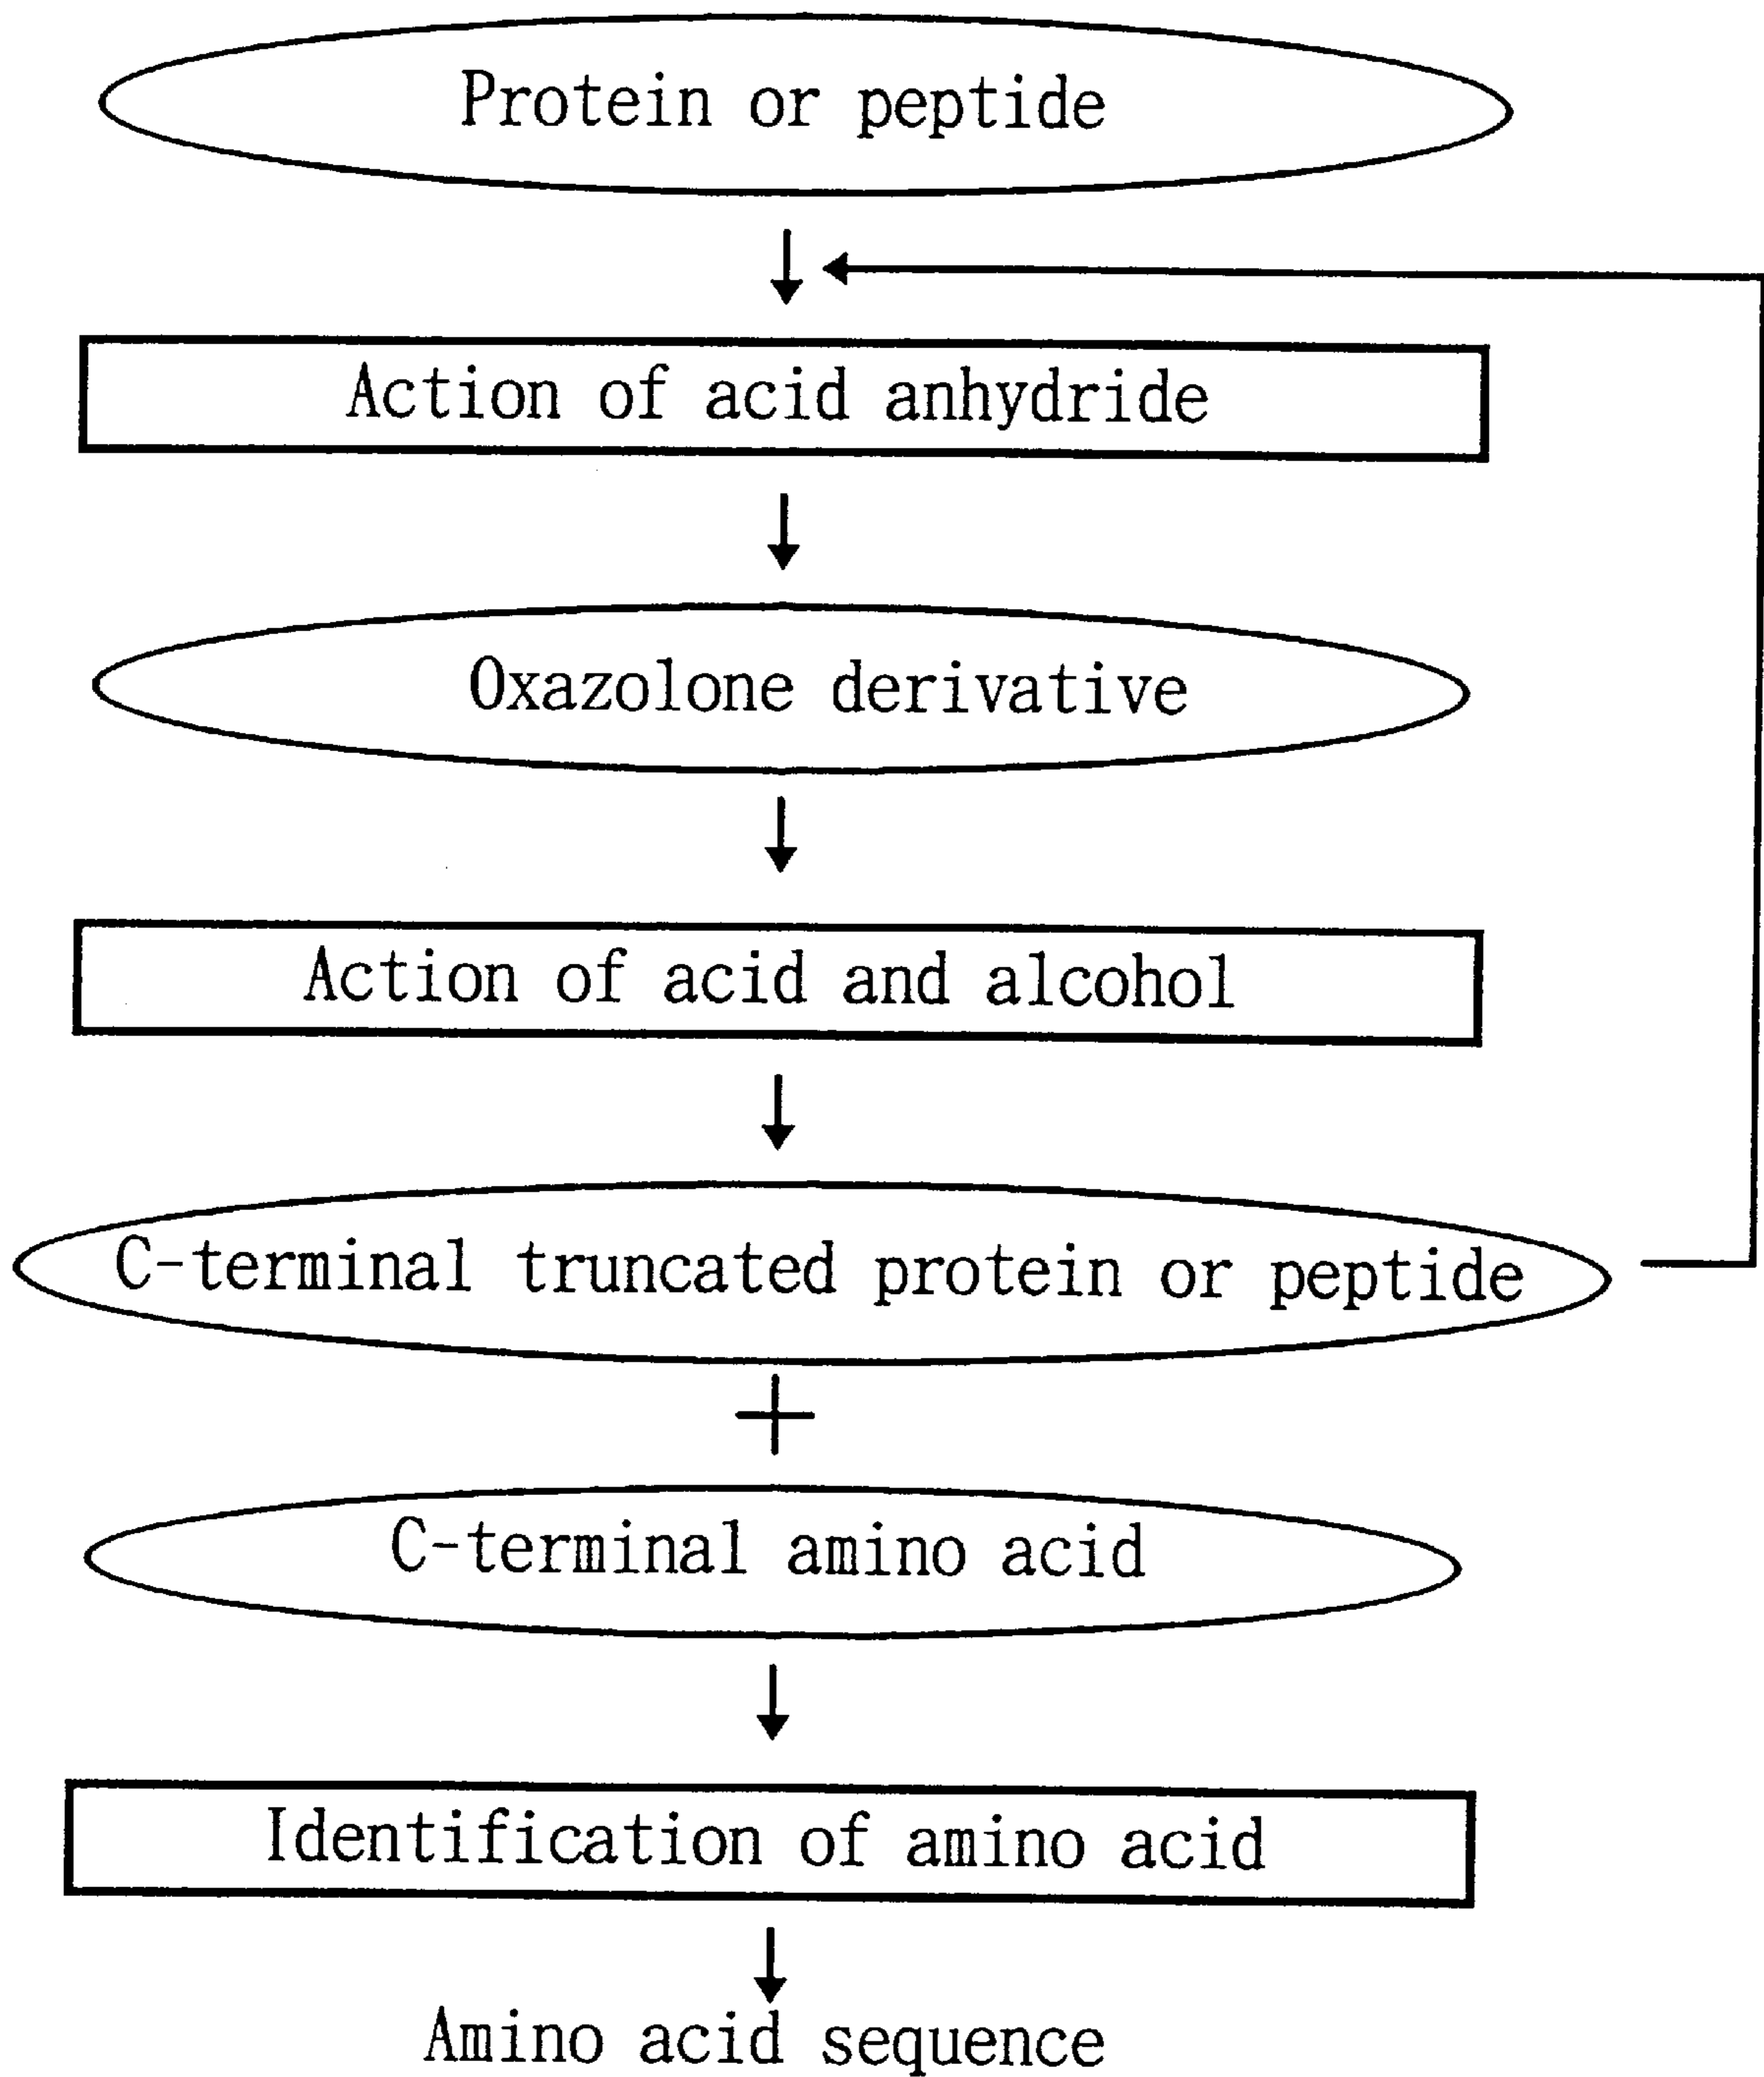 Protein or peptide
Action of acid anhydride
Oxazolone derivative
Action of acid and alcohol
C-terminal truncated protein or peptide
+
C-terminal amino acid
Identification of amino acid
Amino acid sequence